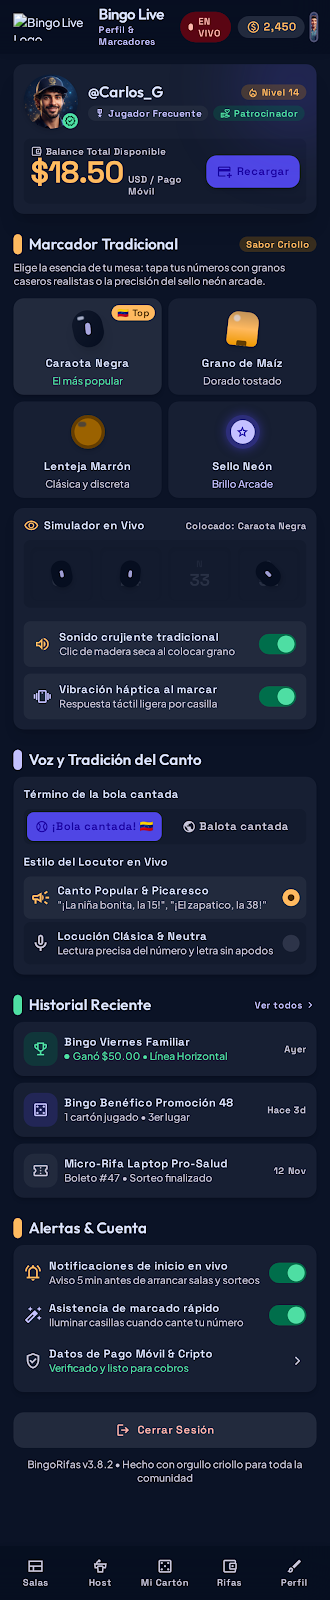 Bingo Live
Logo
Bingo Live
Perfil &
Marcadores
EN
VIVO
2,450
@Carlos_G
Nivel 14
Jugador Frecuente
Patrocinador
Balance Total Disponible
$18.50 USD / Pago
Móvil
Recargar
Marcador Tradicional
Sabor Criollo
Elige la esencia de tu mesa: tapa tus números con granos
caseros realistas o la precisión del sello neón arcade.
Top
Caraota Negra
El más popular
Grano de Maíz
Dorado tostado
Lenteja Marrón
Clásica y discreta
Sello Neón
Brillo Arcade
Simulador en Vivo
Colocado: Caraota Negra
33
Sonido crujiente tradicional
Clic de madera seca al colocar grano
Vibración háptica al marcar
Respuesta táctil ligera por casilla
Voz y Tradición del Canto
Término de la bola cantada
¡Bola cantada! 🇻🇪
Balota cantada
Estilo del Locutor en Vivo
Canto Popular & Picaresco
"¡La niña bonita, la 15!", "¡El zapatico, la 38!"
Locución Clásica & Neutra
Lectura precisa del número y letra sin apodos
Historial Reciente
Ver todos
Bingo Viernes Familiar
Ganó $50.00 • Línea Horizontal
Ayer
Bingo Benéfico Promoción 48
1 cartón jugado • 3er lugar
Hace 3d
Micro-Rifa Laptop Pro-Salud
Boleto #47 • Sorteo finalizado
12 Nov
Alertas & Cuenta
Notificaciones de inicio en vivo
Aviso 5 min antes de arrancar salas y sorteos
Asistencia de marcado rápido
Iluminar casillas cuando cante tu número
Datos de Pago Móvil & Cripto
Verificado y listo para cobros
Cerrar Sesión
BingoRifas v3.8.2 • Hecho con orgullo criollo para toda la
comunidad
Salas
Host
Mi Cartón
Rifas
Perfil